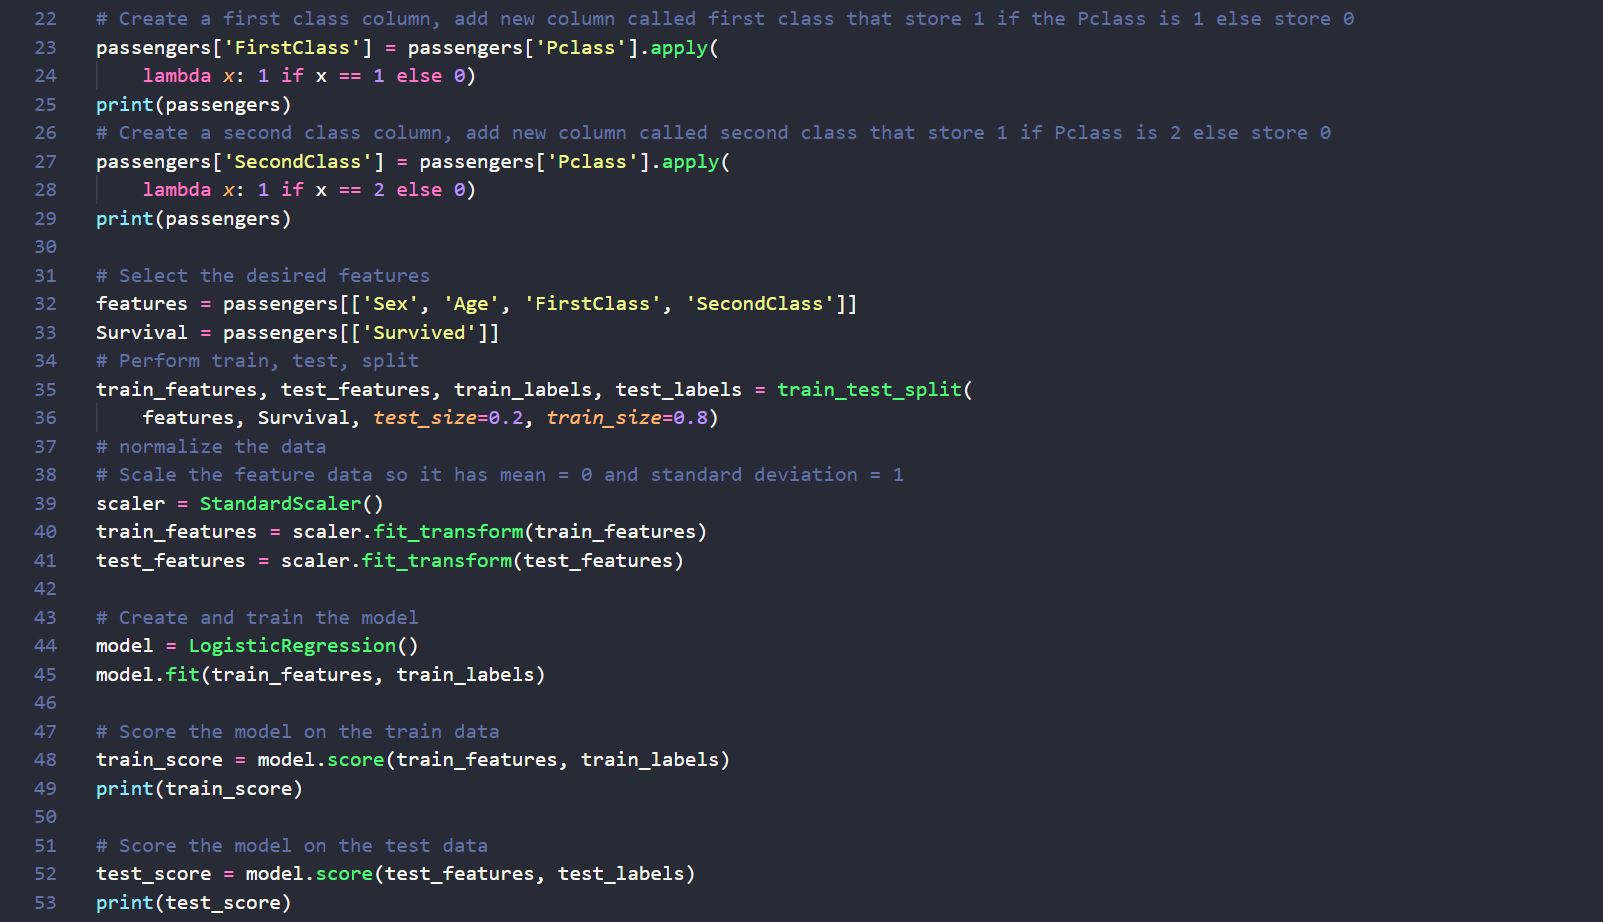 22 # Create a first class column, add new column called first class that store 1 if the Pclass is 1 else store 0
23 passengers['FirstClass'] = passengers['Pclass'].apply(
24     lambda x: 1 if x == 1 else 0)
25 print(passengers)
26 # Create a second class column, add new column called second class that store 1 if Pclass is 2 else store 0
27 passengers['SecondClass'] = passengers['Pclass'].apply(
28     lambda x: 1 if x == 2 else 0)
29 print(passengers)
30
31 # Select the desired features
32 features = passengers[['Sex', 'Age', 'FirstClass', 'SecondClass']]
33 Survival = passengers[['Survived']]
34 # Perform train, test, split
35 train_features, test_features, train_labels, test_labels = train_test_split(
36     features, Survival, test_size=0.2, train_size=0.8)
37 # normalize the data
38 # Scale the feature data so it has mean = 0 and standard deviation = 1
39 scaler = StandardScaler()
40 train_features = scaler.fit_transform(train_features)
41 test_features = scaler.fit_transform(test_features)
42
43 # Create and train the model
44 model = LogisticRegression()
45 model.fit(train_features, train_labels)
46
47 # Score the model on the train data
48 train_score = model.score(train_features, train_labels)
49 print(train_score)
50
51 # Score the model on the test data
52 test_score = model.score(test_features, test_labels)
53 print(test_score)